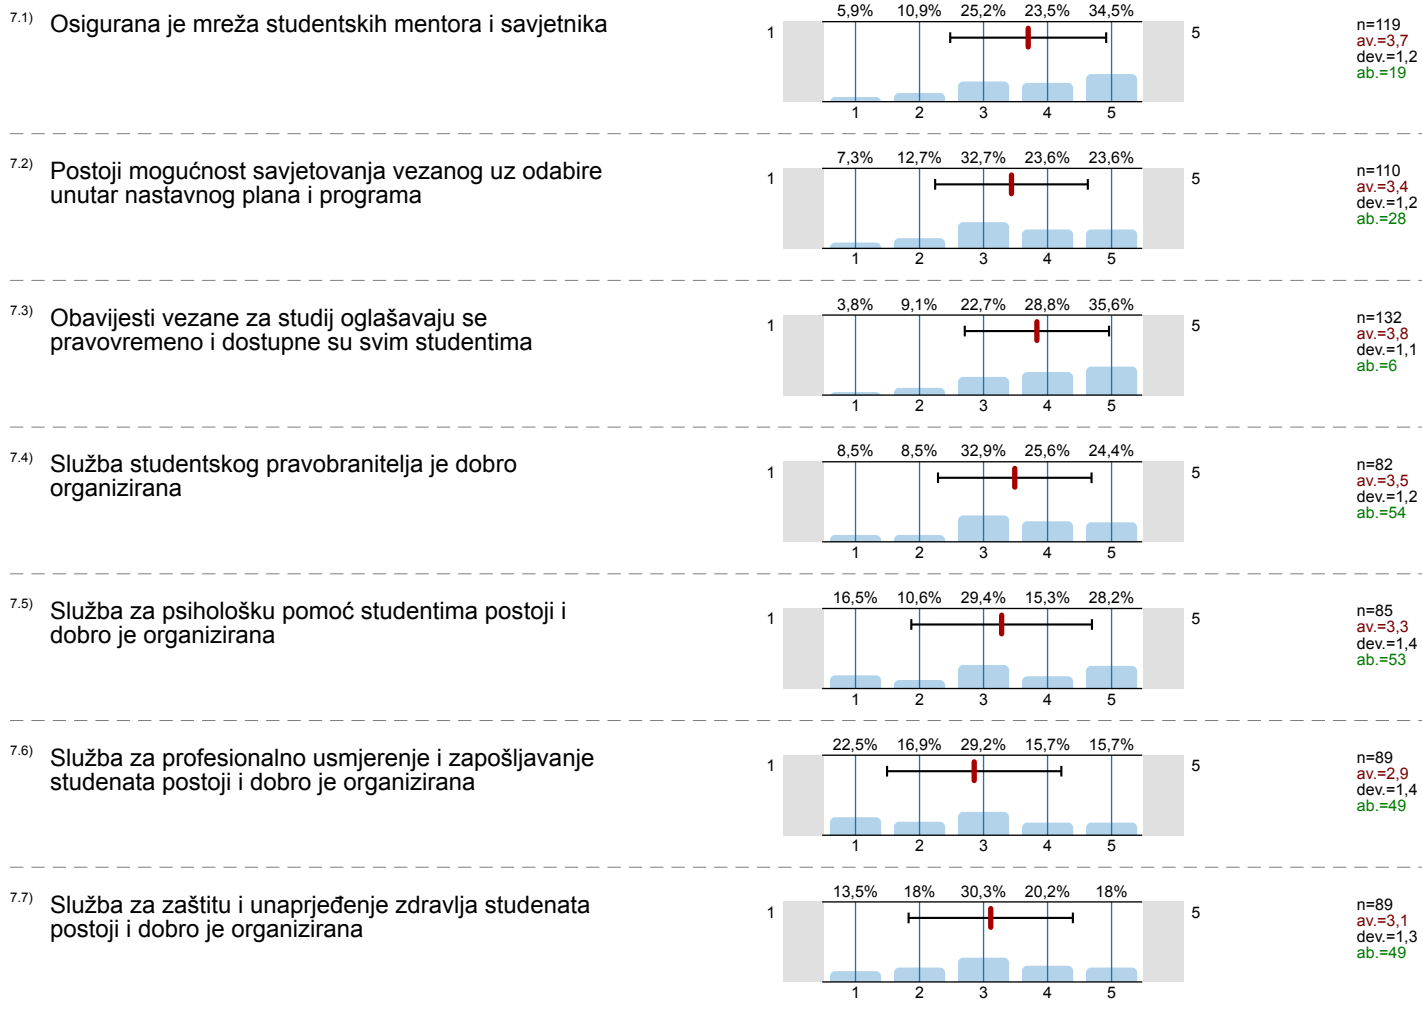 7.1) Osigurana je mreža studentskih mentora i savjetnika
5,9% 10,9% 25,2% 23,5% 34,5%
1 5
1 2 3 4 5
n=119
av.=3,7
dev.=1,2
ab.=19
7.2) Postoji mogućnost savjetovanja vezanog uz odabire
unutar nastavnog plana i programa
7,3% 12,7% 32,7% 23,6% 23,6%
1 5
1 2 3 4 5
n=110
av.=3,4
dev.=1,2
ab.=28
7.3) Obavijesti vezane za studij oglašavaju se
pravovremeno i dostupne su svim studentima
3,8% 9,1% 22,7% 28,8% 35,6%
1 5
1 2 3 4 5
n=132
av.=3,8
dev.=1,1
ab.=6
7.4) Služba studentskog pravobranitelja je dobro
organizirana
8,5% 8,5% 32,9% 25,6% 24,4%
1 5
1 2 3 4 5
n=82
av.=3,5
dev.=1,2
ab.=54
7.5) Služba za psihološku pomoć studentima postoji i
dobro je organizirana
16,5% 10,6% 29,4% 15,3% 28,2%
1 5
1 2 3 4 5
n=85
av.=3,3
dev.=1,4
ab.=53
7.6) Služba za profesionalno usmjerenje i zapošljavanje
studenata postoji i dobro je organizirana
22,5% 16,9% 29,2% 15,7% 15,7%
1 5
1 2 3 4 5
n=89
av.=2,9
dev.=1,4
ab.=49
7.7) Služba za zaštitu i unaprjeđenje zdravlja studenata
postoji i dobro je organizirana
13,5% 18% 30,3% 20,2% 18%
1 5
1 2 3 4 5
n=89
av.=3,1
dev.=1,3
ab.=49